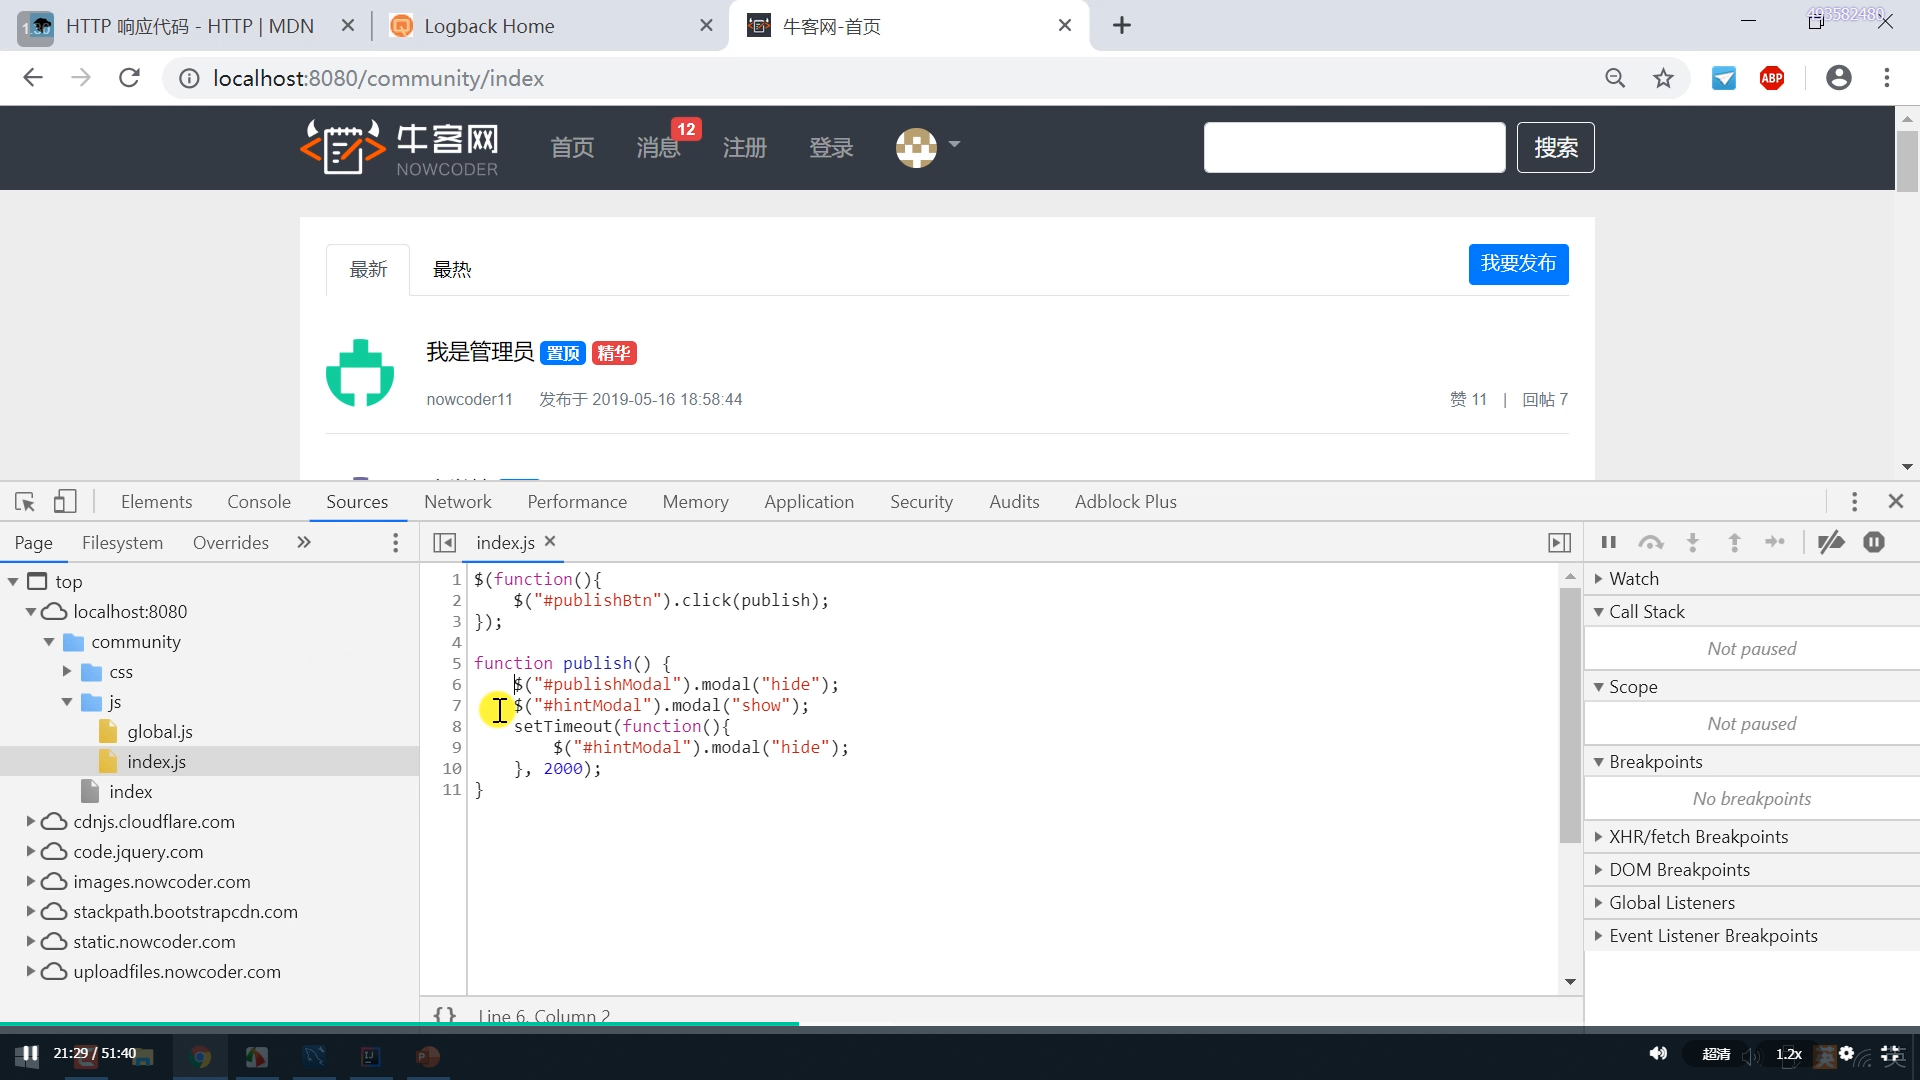 HTTP 响应代码 - HTTP | MDN
Logback Home
牛客网-首页
493582480
localhost:8080/community/index
ABP
牛客网
NOWCODER
首页
消息
12
注册
登录
搜索
最新
最热
我要发布
我是管理员 置顶 精华
nowcoder11 发布于 2019-05-16 18:58:44
赞 11 | 回帖 7
Elements Console Sources Network Performance Memory Application Security Audits Adblock Plus
Page Filesystem Overrides »
index.js
top
localhost:8080
community
css
js
global.js
index.js
index
cdnjs.cloudflare.com
code.jquery.com
images.nowcoder.com
stackpath.bootstrapcdn.com
static.nowcoder.com
uploadfiles.nowcoder.com
1 $(function(){
2 $("#publishBtn").click(publish);
3 });
4
5 function publish() {
6 $("#publishModal").modal("hide");
7 $("#hintModal").modal("show");
8 setTimeout(function(){
9 $("#hintModal").modal("hide");
10 }, 2000);
11 }
{ } Line 6, Column 2
Watch
Call Stack
Not paused
Scope
Not paused
Breakpoints
No breakpoints
XHR/fetch Breakpoints
DOM Breakpoints
Global Listeners
Event Listener Breakpoints
21:29 / 51:40
超清
1.2x
英